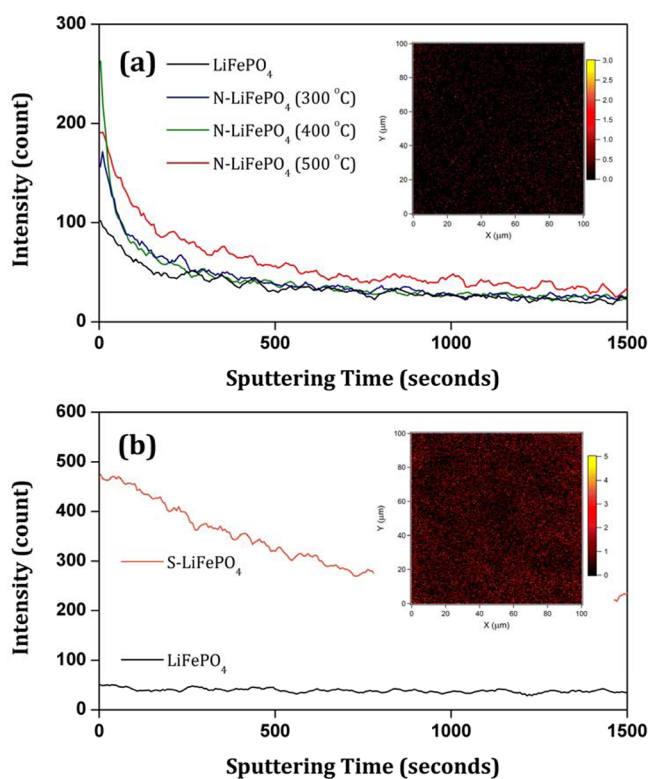 300
200
100
0
Intensity (count)
(a)
LiFePO4
N-LiFePO4 (300 °C)
N-LiFePO4 (400 °C)
N-LiFePO4 (500 °C)
100
80
60
40
20
0
Y (μm)
0 20 40 60 80 100
X (μm)
3.0
2.5
2.0
1.5
1.0
0.5
0.0
0 500 1000 1500
Sputtering Time (seconds)
600
500
400
300
200
100
0
Intensity (count)
(b)
S-LiFePO4
LiFePO4
100
80
60
40
20
0
Y (μm)
0 20 40 60 80 100
X (μm)
5
4
3
2
1
0
0 500 1000 1500
Sputtering Time (seconds)